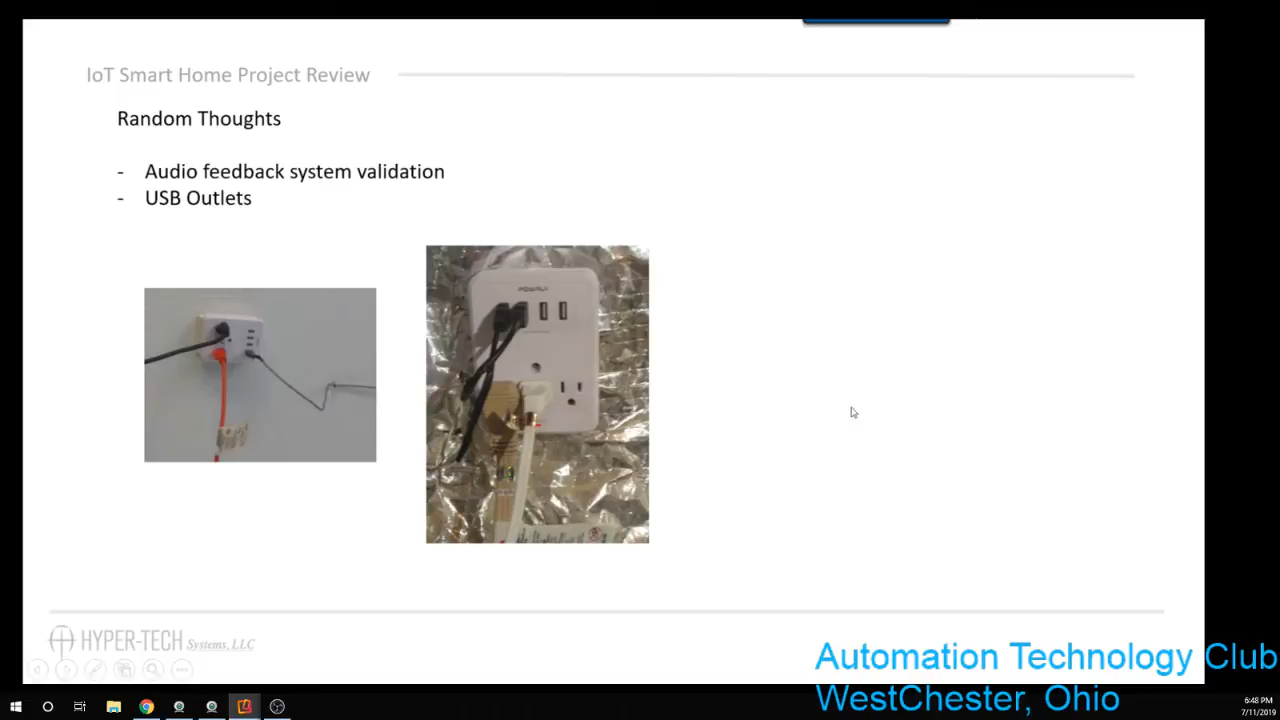 IoT Smart Home Project Review
Random Thoughts
- Audio feedback system validation
- USB Outlets
HYPER-TECH Systems, LLC
Automation Technology Club
WestChester, Ohio
6:48 PM
7/11/2019